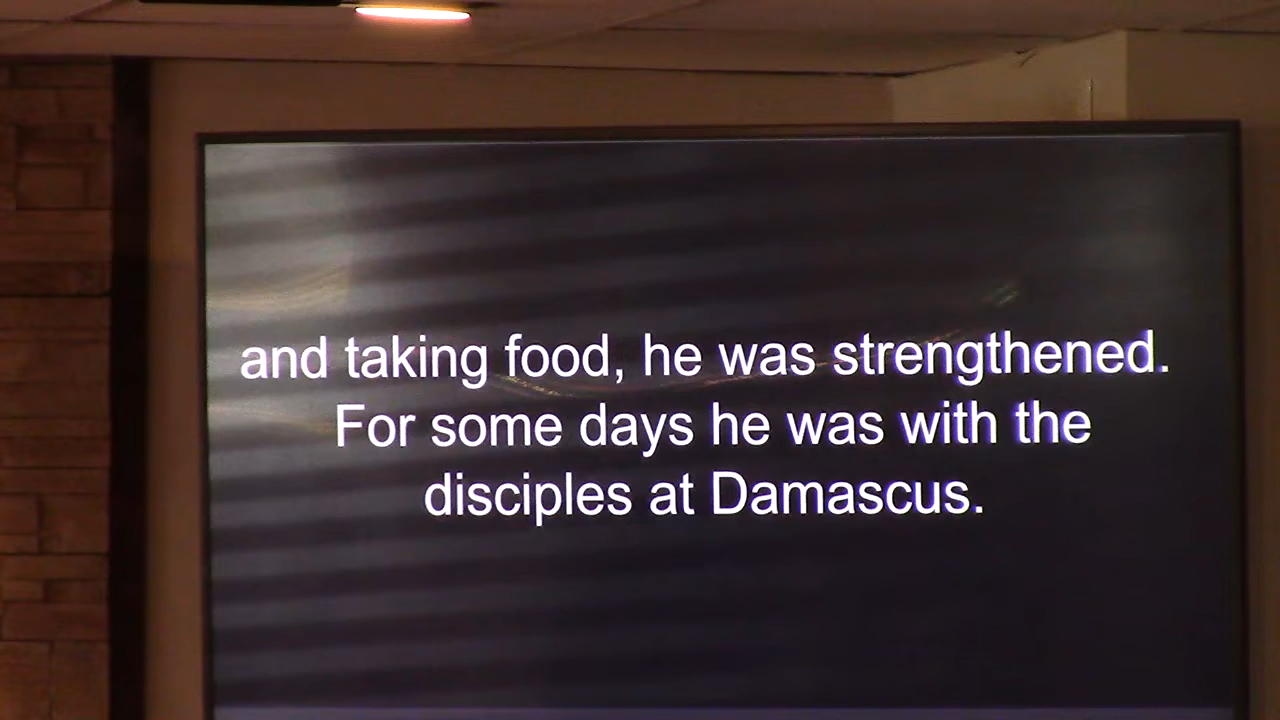 and taking food, he was strengthened.
For some days he was with the
disciples at Damascus.